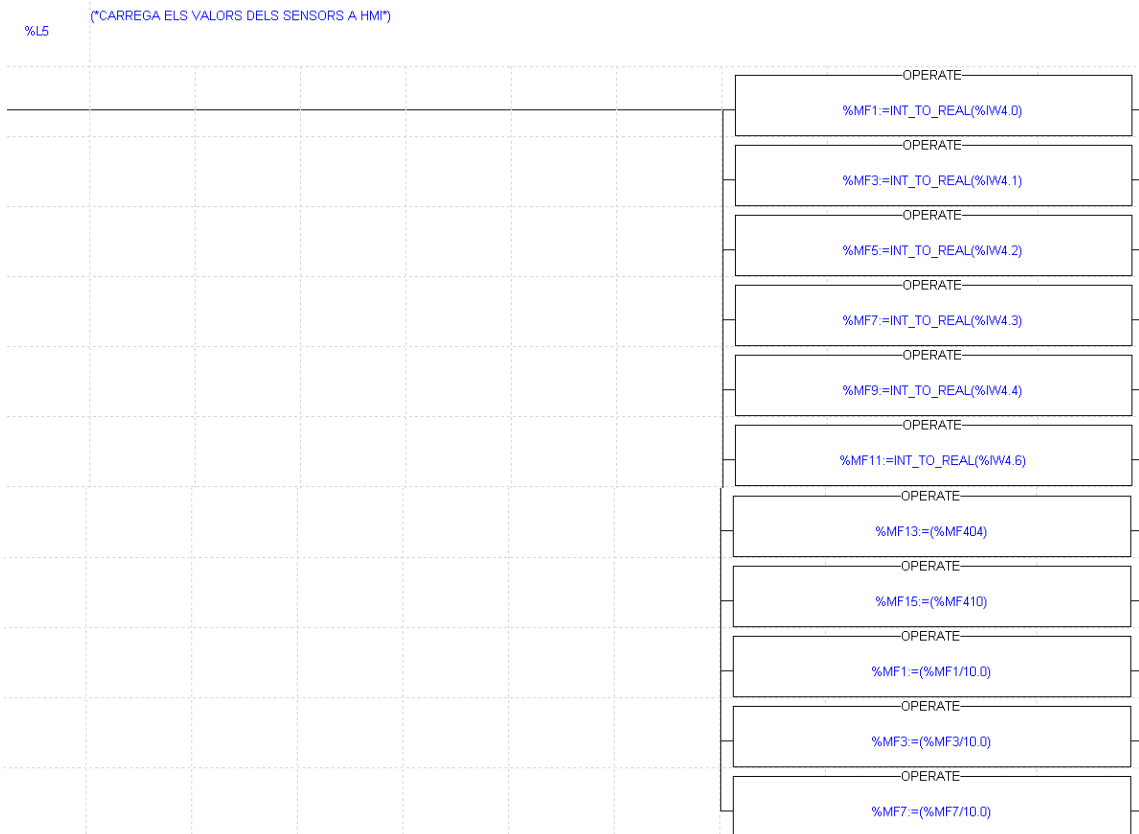 (*CARREGA ELS VALORS DELS SENSORS A HMI*)
%L5
OPERATE
%MF1:=INT_TO_REAL(%IW4.0)
OPERATE
%MF3:=INT_TO_REAL(%IW4.1)
OPERATE
%MF5:=INT_TO_REAL(%IW4.2)
OPERATE
%MF7:=INT_TO_REAL(%IW4.3)
OPERATE
%MF9:=INT_TO_REAL(%IW4.4)
OPERATE
%MF11:=INT_TO_REAL(%IW4.6)
OPERATE
%MF13:=(%MF404)
OPERATE
%MF15:=(%MF410)
OPERATE
%MF1:=(%MF1/10.0)
OPERATE
%MF3:=(%MF3/10.0)
OPERATE
%MF7:=(%MF7/10.0)